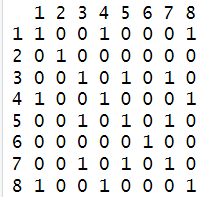 1 2 3 4 5 6 7 8
1 1 0 0 1 0 0 0 1
2 0 1 0 0 0 0 0 0
3 0 0 1 0 1 0 1 0
4 1 0 0 1 0 0 0 1
5 0 0 1 0 1 0 1 0
6 0 0 0 0 0 1 0 0
7 0 0 1 0 1 0 1 0
8 1 0 0 1 0 0 0 1